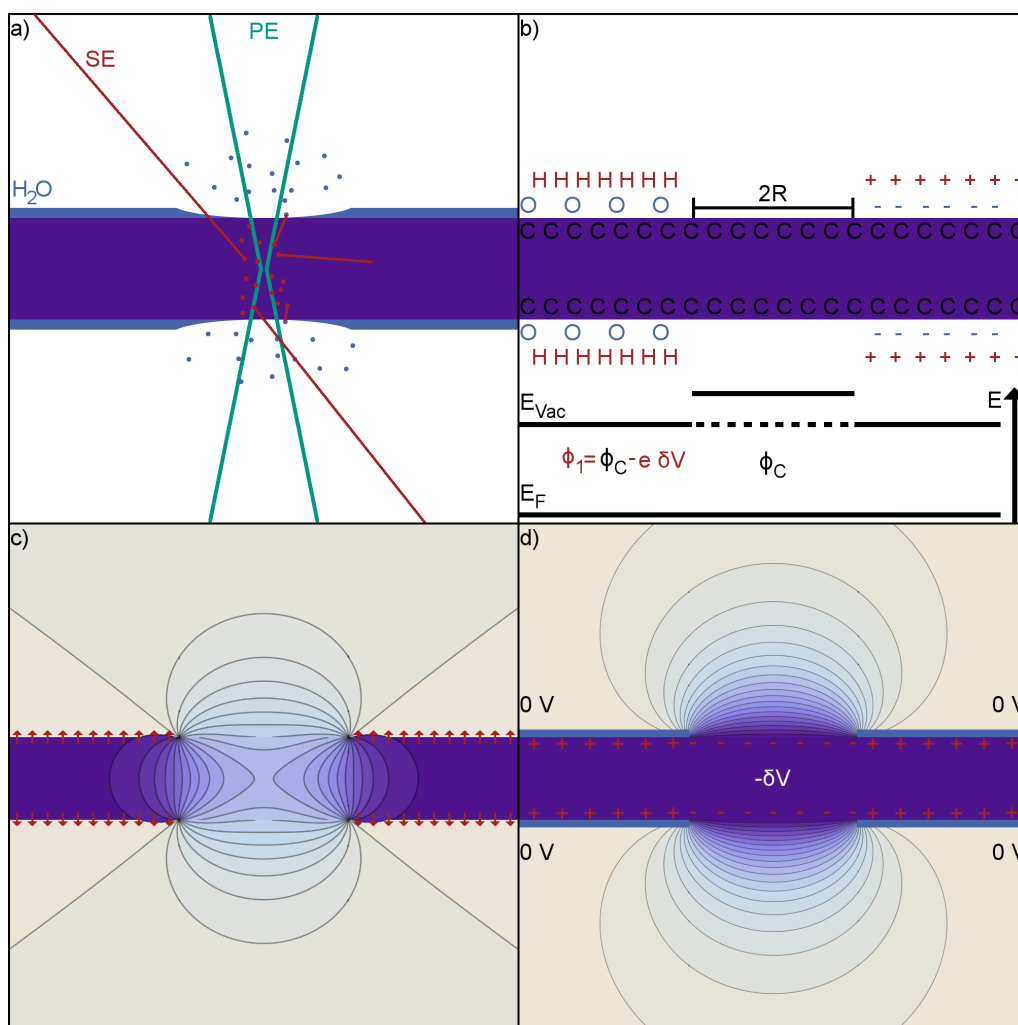 a)
SE
PE
H2O
b)
H H H H H H H + + + + + + +
O O O O 2R - - - - - -
C C C C C C C C C C C C C C C C C C C C C C
C C C C C C C C C C C C C C C C C C C C C C
O O O O - - - - - -
H H H H H H H + + + + + + +
EVac E
ϕ1= ϕC- e δV ϕC
EF
c)
d)
0 V 0 V
+ + + + + + - - - - - - + + + + + +
-δV
+ + + + + + - - - - - - + + + + + +
0 V 0 V